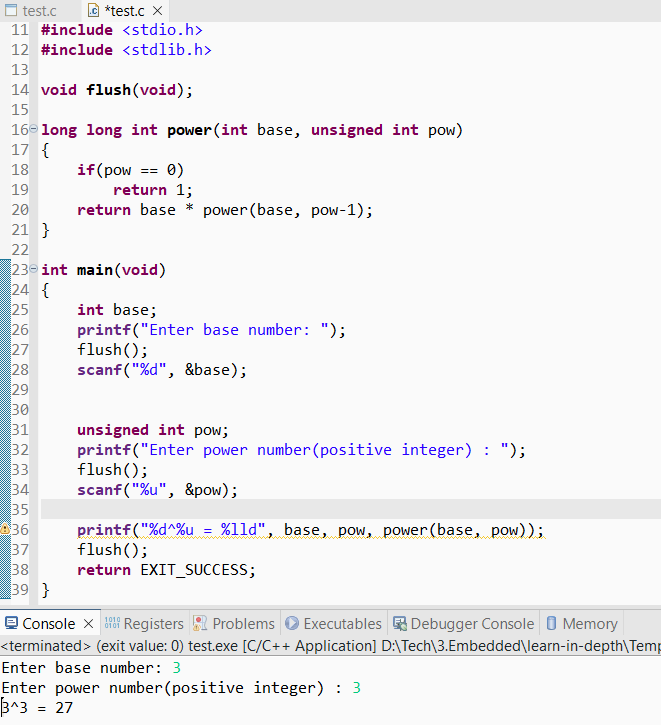 test.c *test.c
11 #include <stdio.h>
12 #include <stdlib.h>
13
14 void flush(void);
15
16 long long int power(int base, unsigned int pow)
17 {
18     if(pow == 0)
19         return 1;
20     return base * power(base, pow-1);
21 }
22
23 int main(void)
24 {
25     int base;
26     printf("Enter base number: ");
27     flush();
28     scanf("%d", &base);
29
30
31     unsigned int pow;
32     printf("Enter power number(positive integer) : ");
33     flush();
34     scanf("%u", &pow);
35
36     printf("%d^%u = %lld", base, pow, power(base, pow));
37     flush();
38     return EXIT_SUCCESS;
39 }
Console Registers Problems Executables Debugger Console Memory
<terminated> (exit value: 0) test.exe [C/C++ Application] D:\Tech\3.Embedded\learn-in-depth\Temp
Enter base number: 3
Enter power number(positive integer) : 3
3^3 = 27